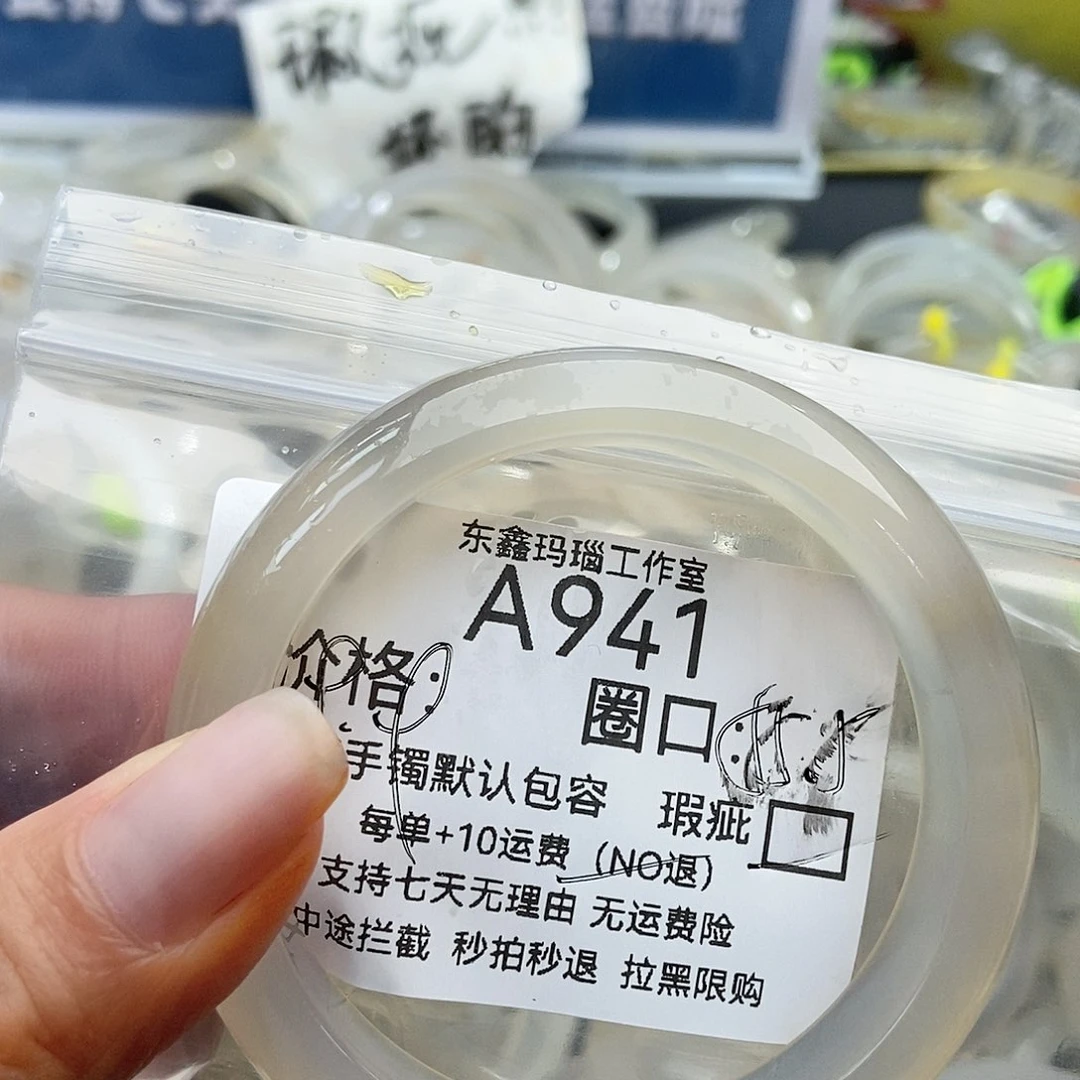 瑕疵
东鑫玛瑙工作室
A941
价格:
圈口:
手镯默认包容 瑕疵
每单+10运费 (NO退)
支持七天无理由 无运费险
中途拦截 秒拍秒退 拉黑限购